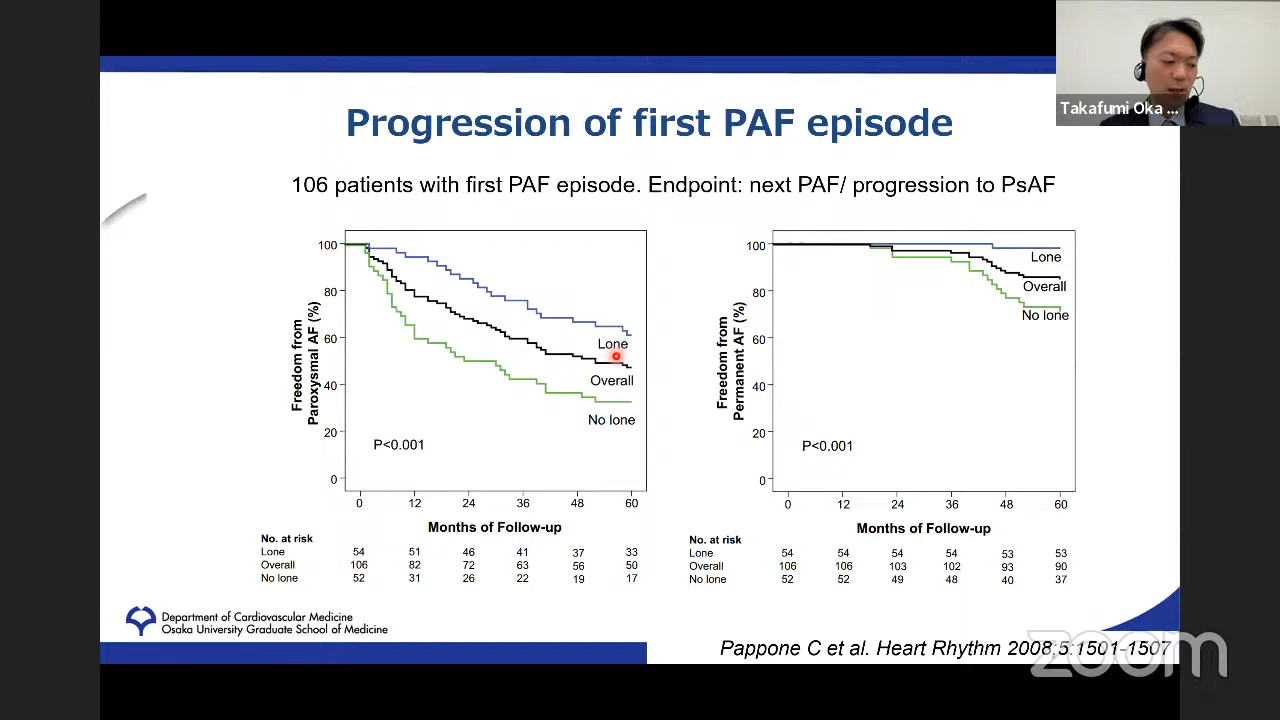 Takafumi Oka ...
Progression of first PAF episode
106 patients with first PAF episode. Endpoint: next PAF/ progression to PsAF
Freedom from
Paroxysmal AF (%)
100
80
60
40
20
0
Lone
Overall
No lone
P<0.001
0 12 24 36 48 60
Months of Follow-up
No. at risk
Lone 54 51 46 41 37 33
Overall 106 82 72 63 56 50
No lone 52 31 26 22 19 17
Freedom from
Permanent AF (%)
100
80
60
40
20
0
Lone
Overall
No lone
P<0.001
0 12 24 36 48 60
Months of Follow-up
No. at risk
Lone 54 54 54 54 53 53
Overall 106 106 103 102 93 90
No lone 52 52 49 48 40 37
Department of Cardiovascular Medicine
Osaka University Graduate School of Medicine
Pappone C et al. Heart Rhythm 2008;5:1501-1507
zoom